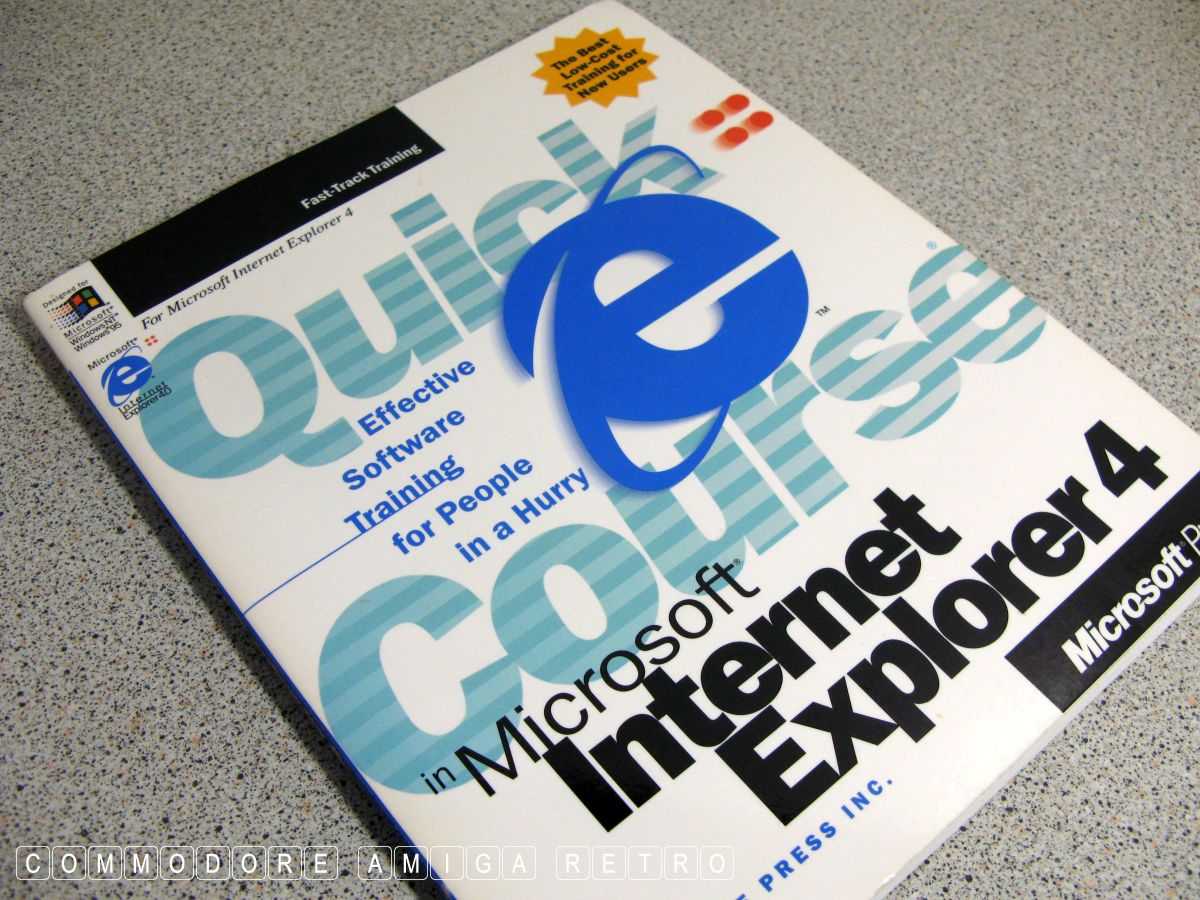 The Best
Low-Cost
Training for
New Users
Fast-Track Training
For Microsoft Internet Explorer 4
Designed for
Microsoft®
Windows NT®
Windows® 95
Microsoft®
Internet
Explorer 4.0
Quick
Course®
™
Effective
Software
Training
for People
in a Hurry
in Microsoft®
Internet
Explorer 4
Microsoft®
PRESS INC.
COMMODORE AMIGA RETRO